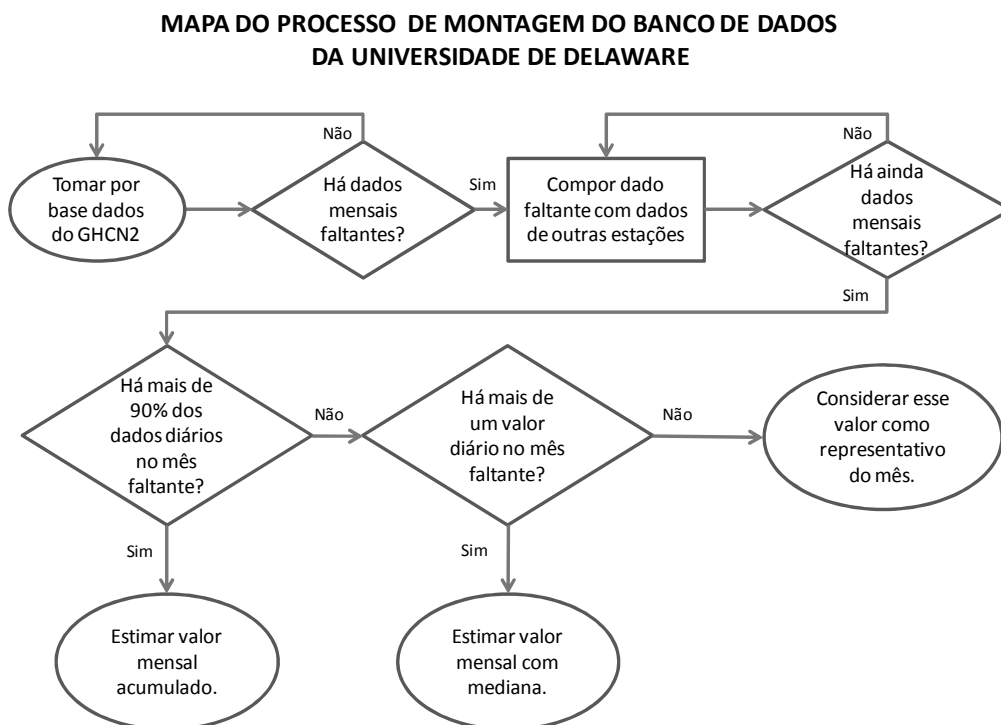 MAPA DO PROCESSO DE MONTAGEM DO BANCO DE DADOS
DA UNIVERSIDADE DE DELAWARE
Tomar por
base dados
do GHCN2
Não
Há dados
mensais
faltantes?
Sim
Compor dado
faltante com dados
de outras estações
Não
Há ainda
dados
mensais
faltantes?
Sim
Há mais de
90% dos
dados diários
no mês
faltante?
Não
Há mais de
um valor
diário no mês
faltante?
Não
Considerar esse
valor como
representativo
do mês.
Sim
Sim
Estimar valor
mensal
acumulado.
Estimar valor
mensal com
mediana.